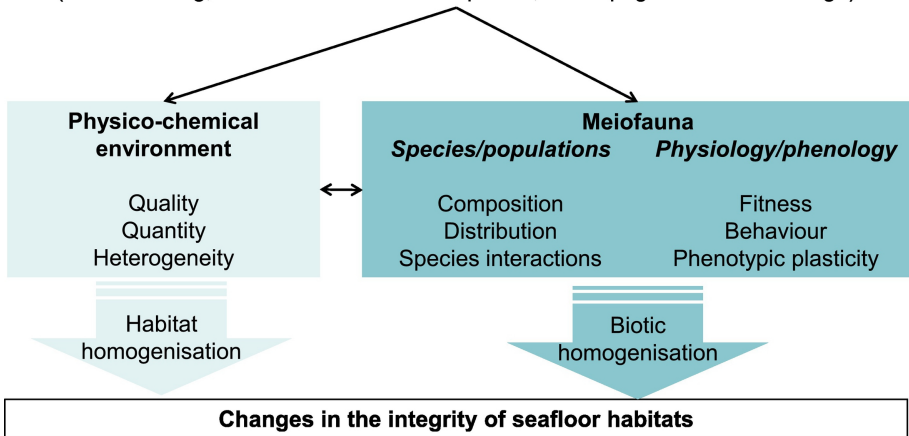 Physico-chemical
environment
Quality
Quantity
Heterogeneity
Meiofauna
Species/populations Physiology/phenology
Composition Fitness
Distribution Behaviour
Species interactions Phenotypic plasticity
Habitat
homogenisation
Biotic
homogenisation
Changes in the integrity of seafloor habitats